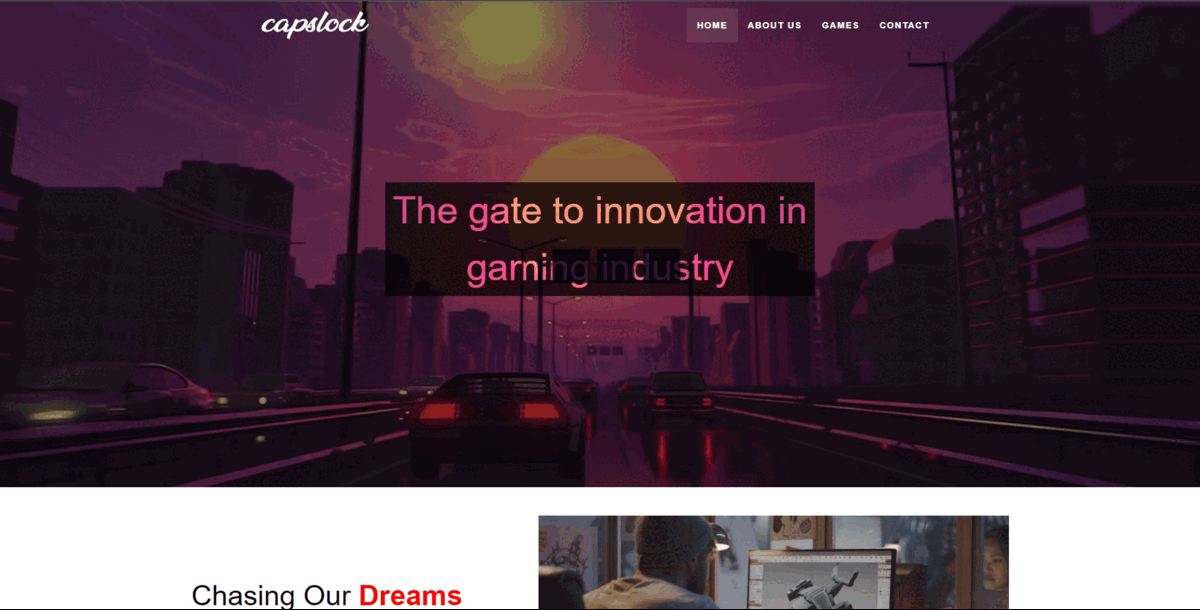 capslock
HOME ABOUT US GAMES CONTACT
The gate to innovation in
gaming industry
Chasing Our Dreams